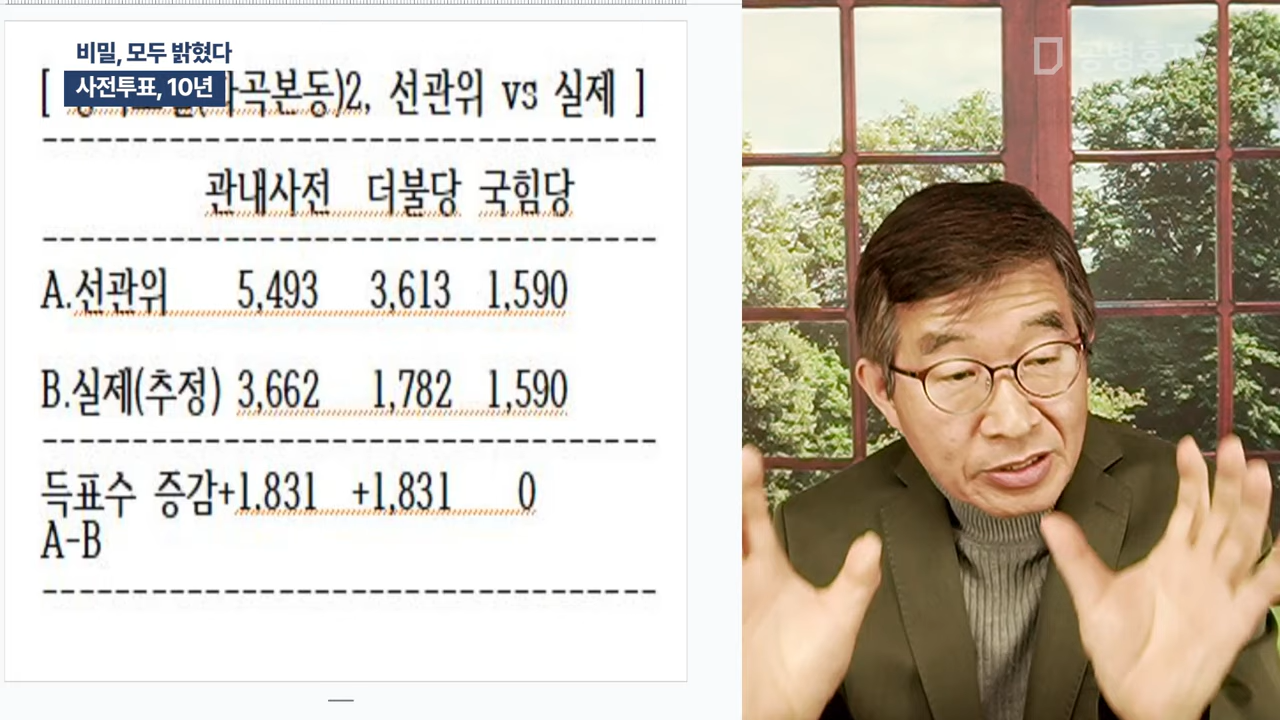 비밀, 모두 밝혔다
사전투표, 10년
곡본동)2, 선관위 vs 실제 ]
관내사전 더불당 국힘당
A.선관위 5,493 3,613 1,590
B.실제(추정) 3,662 1,782 1,590
득표수 증감+1,831 +1,831 0
A-B
공병호